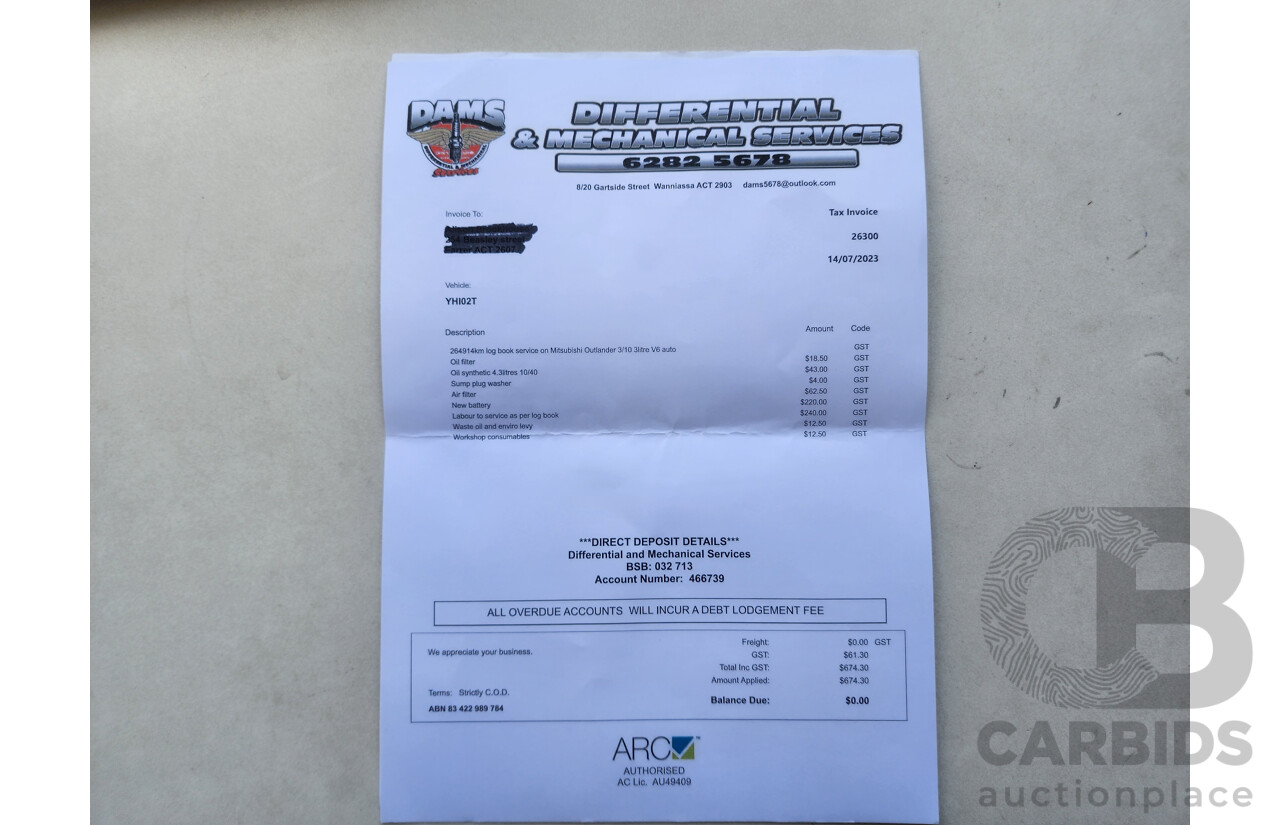 DAMS
DIFFERENTIAL & MECHANICAL
SERVICES
DIFFERENTIAL
& MECHANICAL SERVICES
6282 5678
8/20 Gartside Street Wanniassa ACT 2903 dams5678@outlook.com
Invoice To:
Tax Invoice
26300
14/07/2023
Vehicle:
YHI02T
Description Amount Code
264914km log book service on Mitsubishi Outlander 3/10 3litre V6 auto GST
Oil filter $18.50 GST
Oil synthetic 4.3litres 10/40 $43.00 GST
Sump plug washer $4.00 GST
Air filter $62.50 GST
New battery $220.00 GST
Labour to service as per log book $240.00 GST
Waste oil and enviro levy $12.50 GST
Workshop consumables $12.50 GST
***DIRECT DEPOSIT DETAILS***
Differential and Mechanical Services
BSB: 032 713
Account Number: 466739
ALL OVERDUE ACCOUNTS WILL INCUR A DEBT LODGEMENT FEE
We appreciate your business.
Terms: Strictly C.O.D.
ABN 83 422 989 784
Freight: $0.00 GST
GST: $61.30
Total Inc GST: $674.30
Amount Applied: $674.30
Balance Due: $0.00
ARC
TM
AUTHORISED
AC Lic. AU49409
CB
CARBIDS
auctionplace